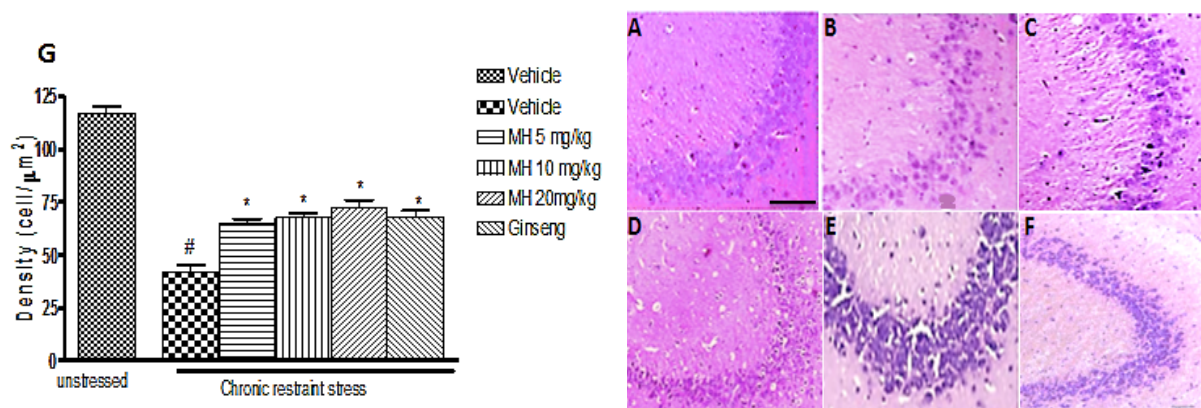 G
Density (cell/μm²)
125
100
75
50
25
0
#
*
*
*
*
unstressed
Chronic restraint stress
Vehicle
Vehicle
MH 5 mg/kg
MH 10 mg/kg
MH 20mg/kg
Ginseng
A
B
C
D
E
F